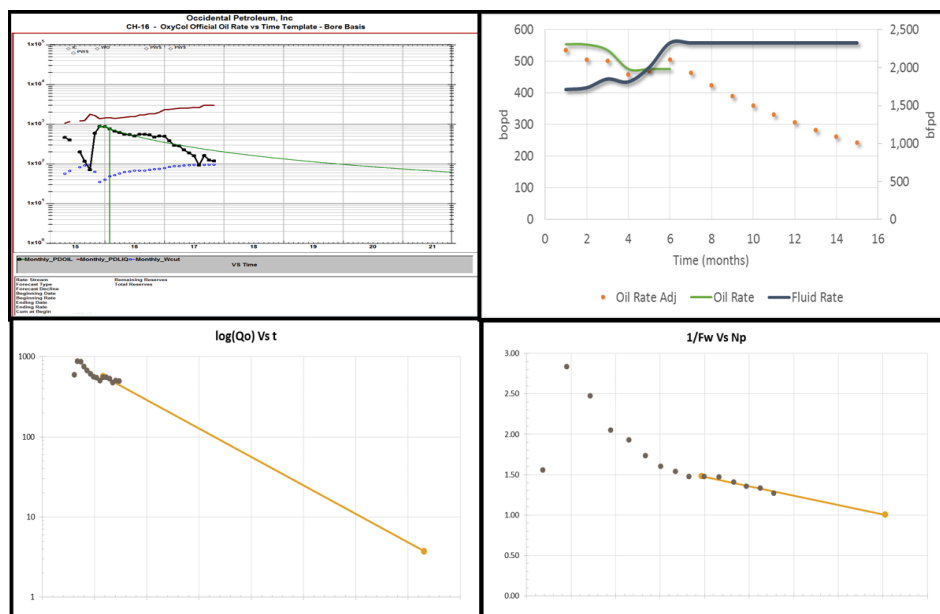 Occidental Petroleum, Inc
CH-16 - OxyCol Official Oil Rate vs Time Template - Bore Basis
WO
PWS
PWS
PWS
15 16 17 18 19 20 21
Monthly_PDOIL Monthly_PDLIQ Monthly_Wcut
VS Time
Rate Stream Remaining Reserves
Forecast Type Total Reserves
Forecast Decline
Beginning Date
Beginning Rate
Ending Date
Ending Rate
Cum at Begin
600 2,500
500 2,000
400 1,500
300 1,000
200 500
100
0 0
bopd
bfpd
0 2 4 6 8 10 12 14 16
Time (months)
Oil Rate Adj Oil Rate Fluid Rate
log(Qo) Vs t
1000
100
10
1
1/Fw Vs Np
3.00
2.50
2.00
1.50
1.00
0.50
0.00